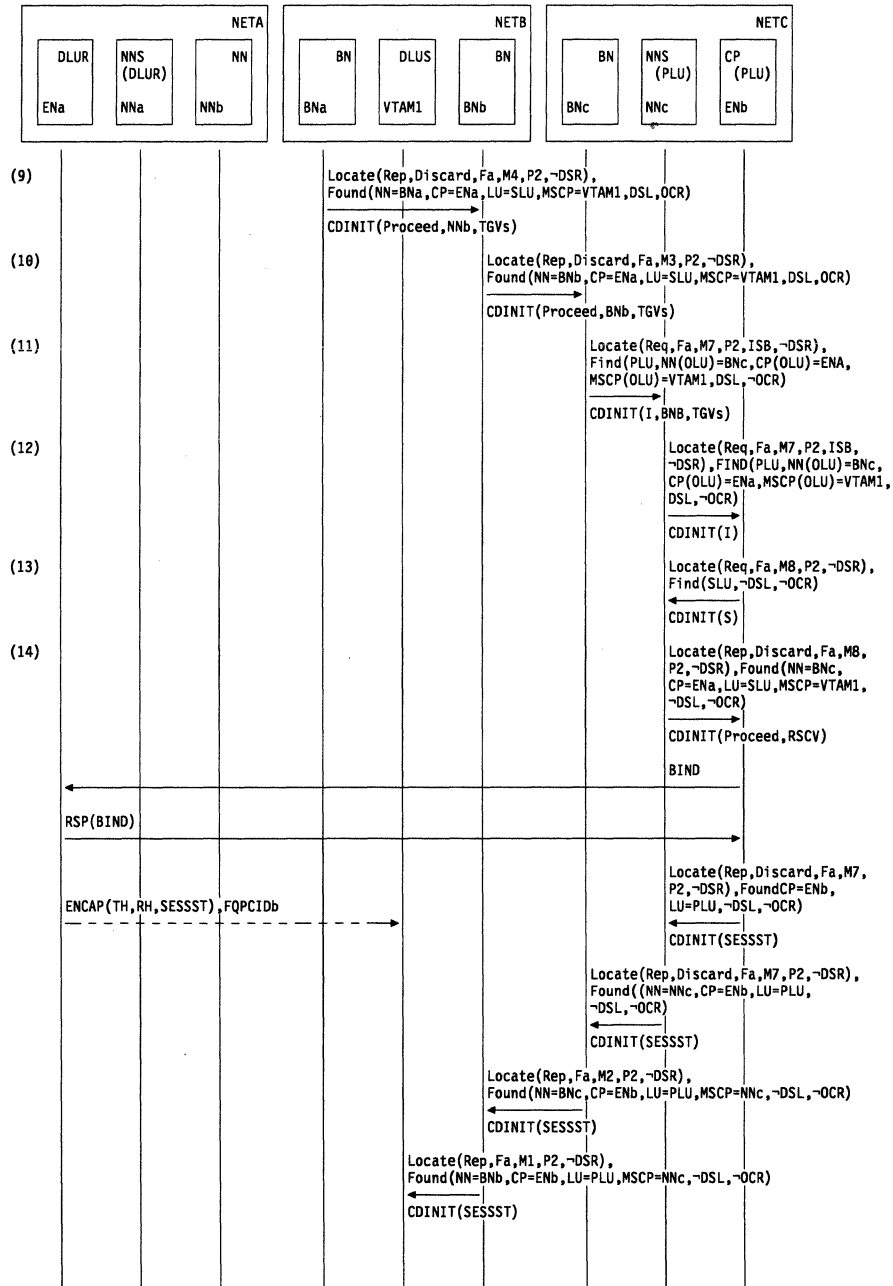 NETA
DLUR
ENa
NNS
(DLUR)
NNa
NN
NNb
NETB
BN
BNa
DLUS
VTAM1
BN
BNb
NETC
BN
BNc
NNS
(PLU)
NNc
CP
(PLU)
ENb
(9)
Locate(Rep,Discard,Fa,M4,P2,¬DSR),
Found(NN=BNa,CP=ENa,LU=SLU,MSCP=VTAM1,DSL,OCR)
CDINIT(Proceed,NNb,TGVs)
(10)
Locate(Rep,Discard,Fa,M3,P2,¬DSR),
Found(NN=BNb,CP=ENa,LU=SLU,MSCP=VTAM1,DSL,OCR)
CDINIT(Proceed,BNb,TGVs)
(11)
Locate(Req,Fa,M7,P2,ISB,¬DSR),
Find(PLU,NN(OLU)=BNc,CP(OLU)=ENA,
MSCP(OLU)=VTAM1,DSL,¬OCR)
CDINIT(I,BNB,TGVs)
(12)
Locate(Req,Fa,M7,P2,ISB,
¬DSR),FIND(PLU,NN(OLU)=BNc,
CP(OLU)=ENa,MSCP(OLU)=VTAM1,
DSL,¬OCR)
CDINIT(I)
(13)
Locate(Req,Fa,M8,P2,¬DSR),
Find(SLU,¬DSL,¬OCR)
CDINIT(S)
(14)
Locate(Rep,Discard,Fa,M8,
P2,¬DSR),Found(NN=BNc,
CP=ENa,LU=SLU,MSCP=VTAM1,
¬DSL,¬OCR)
CDINIT(Proceed,RSCV)
BIND
RSP(BIND)
Locate(Rep,Discard,Fa,M7,
P2,¬DSR),FoundCP=ENb,
LU=PLU,¬DSL,¬OCR)
ENCAP(TH,RH,SESSST),FQPCIDb
CDINIT(SESSST)
Locate(Rep,Discard,Fa,M7,P2,¬DSR),
Found((NN=NNc,CP=ENb,LU=PLU,
¬DSL,¬OCR)
CDINIT(SESSST)
Locate(Rep,Fa,M2,P2,¬DSR),
Found(NN=BNc,CP=ENb,LU=PLU,MSCP=NNc,¬DSL,¬OCR)
CDINIT(SESSST)
Locate(Rep,Fa,M1,P2,¬DSR),
Found(NN=BNb,CP=ENb,LU=PLU,MSCP=NNc,¬DSL,¬OCR)
CDINIT(SESSST)